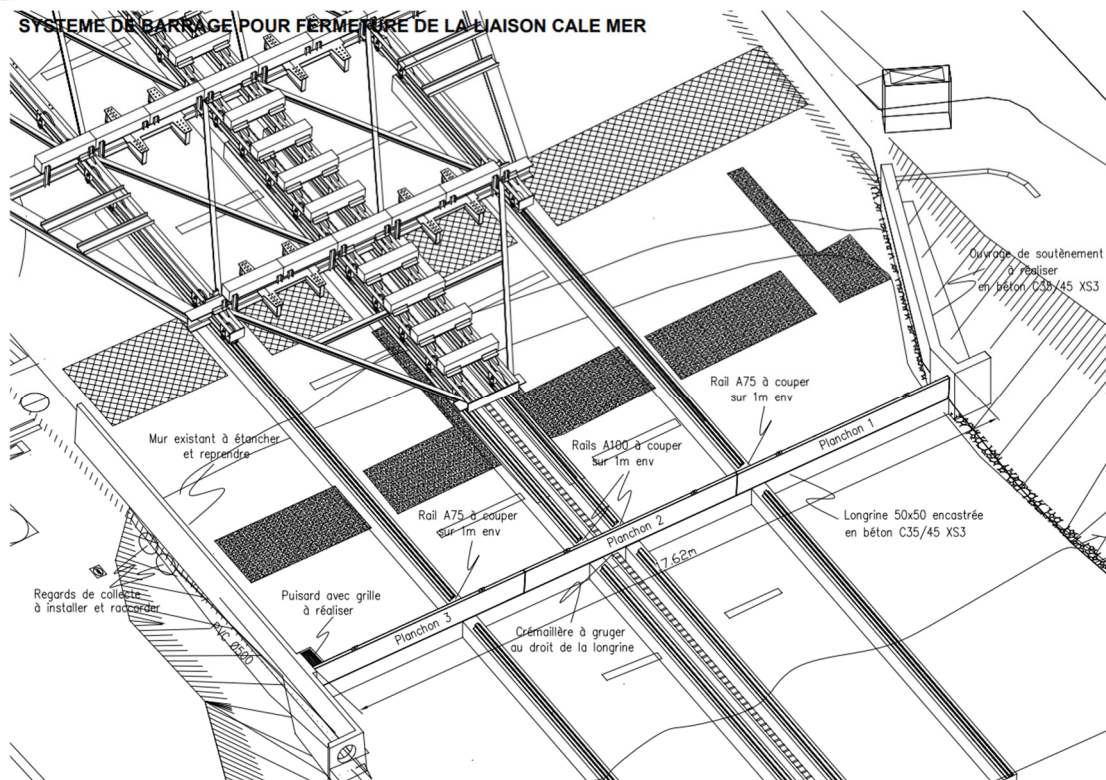 SYSTEME DE BARRAGE POUR FERMETURE DE LA LIAISON CALE MER
Ouvrage de soutènement
à réaliser
en béton C35/45 XS3
Rail A75 à couper
sur 1m env
Planchon 1
Mur existant à étancher
et reprendre
Rails A100 à couper
sur 1m env
Rail A75 à couper
sur 1m env
Planchon 2
Longrine 50x50 encastrée
en béton C35/45 XS3
17.62m
Regards de collecte
à installer et raccorder
Puisard avec grille
à réaliser
Planchon 3
Crémaillère à gruger
au droit de la longrine
PVC Ø500